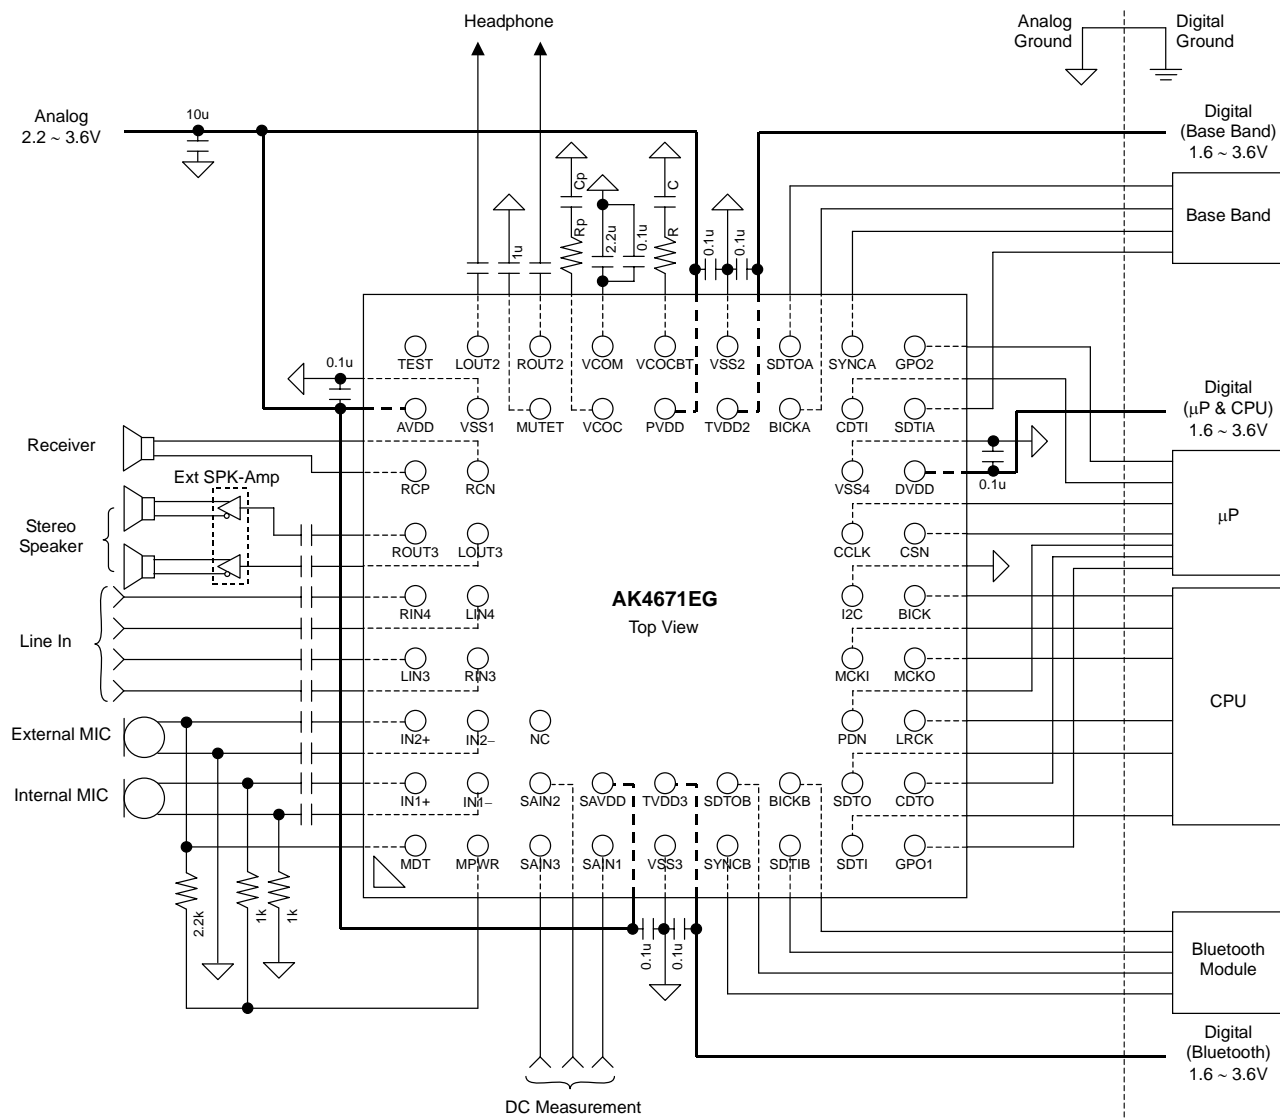 Headphone
Analog
Ground
Digital
Ground
Analog
2.2 ~ 3.6V
10u
Digital
(Base Band)
1.6 ~ 3.6V
Cp
Rp
1u
2.2u
0.1u
C
R
0.1u
0.1u
Base Band
TEST
LOUT2
ROUT2
VCOM
VCOCBT
VSS2
SDTOA
SYNCA
GPO2
0.1u
AVDD
VSS1
MUTET
VCOC
PVDD
TVDD2
BICKA
CDTI
SDTIA
Digital
(µP & CPU)
1.6 ~ 3.6V
Receiver
RCP
RCN
VSS4
DVDD
0.1u
Ext SPK-Amp
Stereo
Speaker
ROUT3
LOUT3
CCLK
CSN
µP
RIN4
LIN4
AK4671EG
Top View
I2C
BICK
Line In
LIN3
RIN3
MCKI
MCKO
CPU
External MIC
IN2+
IN2−
NC
PDN
LRCK
Internal MIC
IN1+
IN1−
SAIN2
SAVDD
TVDD3
SDTOB
BICKB
SDTO
CDTO
MDT
MPWR
SAIN3
SAIN1
VSS3
SYNCB
SDTIB
SDTI
GPO1
2.2k
1k
1k
0.1u
0.1u
Bluetooth
Module
Digital
(Bluetooth)
1.6 ~ 3.6V
DC Measurement